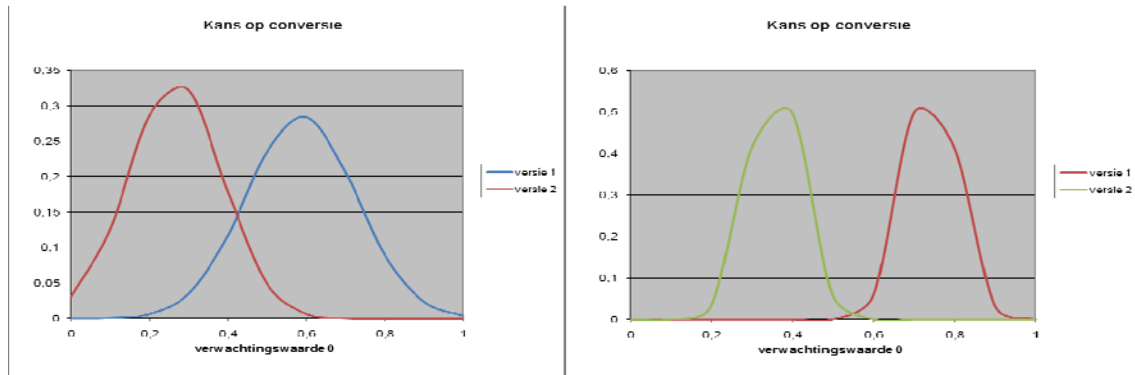 Kans op conversie
0,35
0,3
0,25
0,2
0,15
0,1
0,05
0
0 0,2 0,4 0,6 0,8 1
verwachtingswaarde 0
versie 1
versie 2
Kans op conversie
0,6
0,5
0,4
0,3
0,2
0,1
0
0 0,2 0,4 0,6 0,8 1
verwachtingswaarde 0
versie 1
versie 2